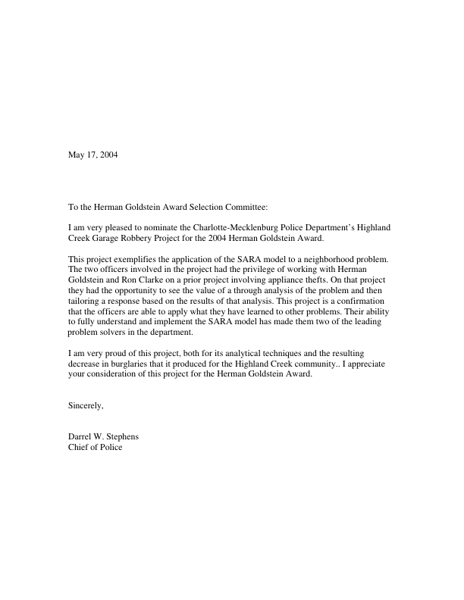 May 17, 2004
To the Herman Goldstein Award Selection Committee:
I am very pleased to nominate the Charlotte-Mecklenburg Police Department's Highland
Creek Garage Robbery Project for the 2004 Herman Goldstein Award.
This project exemplifies the application of the SARA model to a neighborhood problem.
The two officers involved in the project had the privilege of working with Herman
Goldstein and Ron Clarke on a prior project involving appliance thefts. On that project
they had the opportunity to see the value of a through analysis of the problem and then
tailoring a response based on the results of that analysis. This project is a confirmation
that the officers are able to apply what they have learned to other problems. Their ability
to fully understand and implement the SARA model has made them two of the leading
problem solvers in the department.
I am very proud of this project, both for its analytical techniques and the resulting
decrease in burglaries that it produced for the Highland Creek community.. I appreciate
your consideration of this project for the Herman Goldstein Award.
Sincerely,
Darrel W. Stephens
Chief of Police